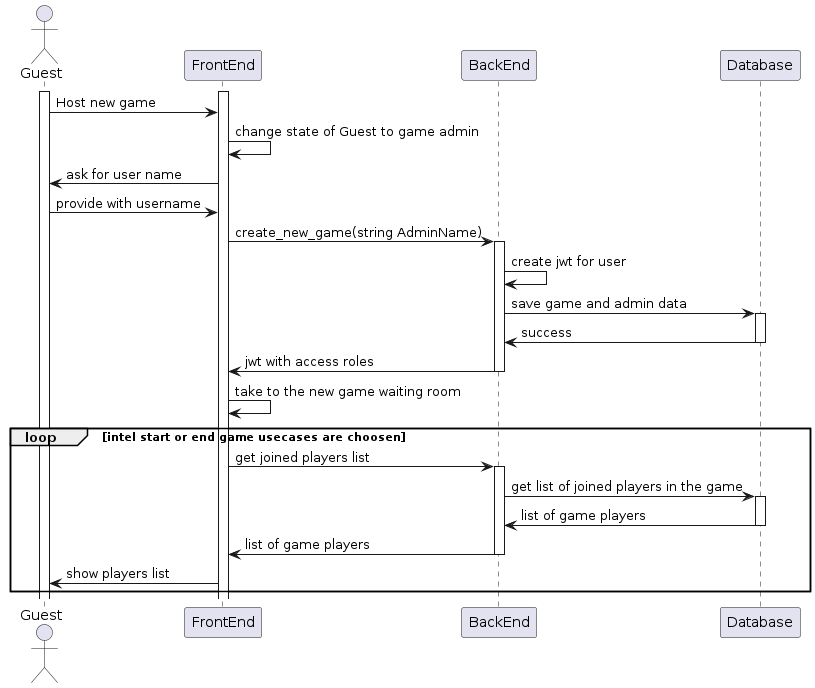 Guest
FrontEnd
BackEnd
Database
Host new game
change state of Guest to game admin
ask for user name
provide with username
create_new_game(string AdminName)
create jwt for user
save game and admin data
success
jwt with access roles
take to the new game waiting room
loop
[intel start or end game usecases are choosen]
get joined players list
get list of joined players in the game
list of game players
list of game players
show players list
Guest
FrontEnd
BackEnd
Database